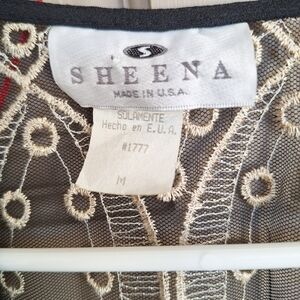 S
SHEENA
MADE IN U.S.A.
SOLAMENTE
Hecho en E.U.A.
#1777
M